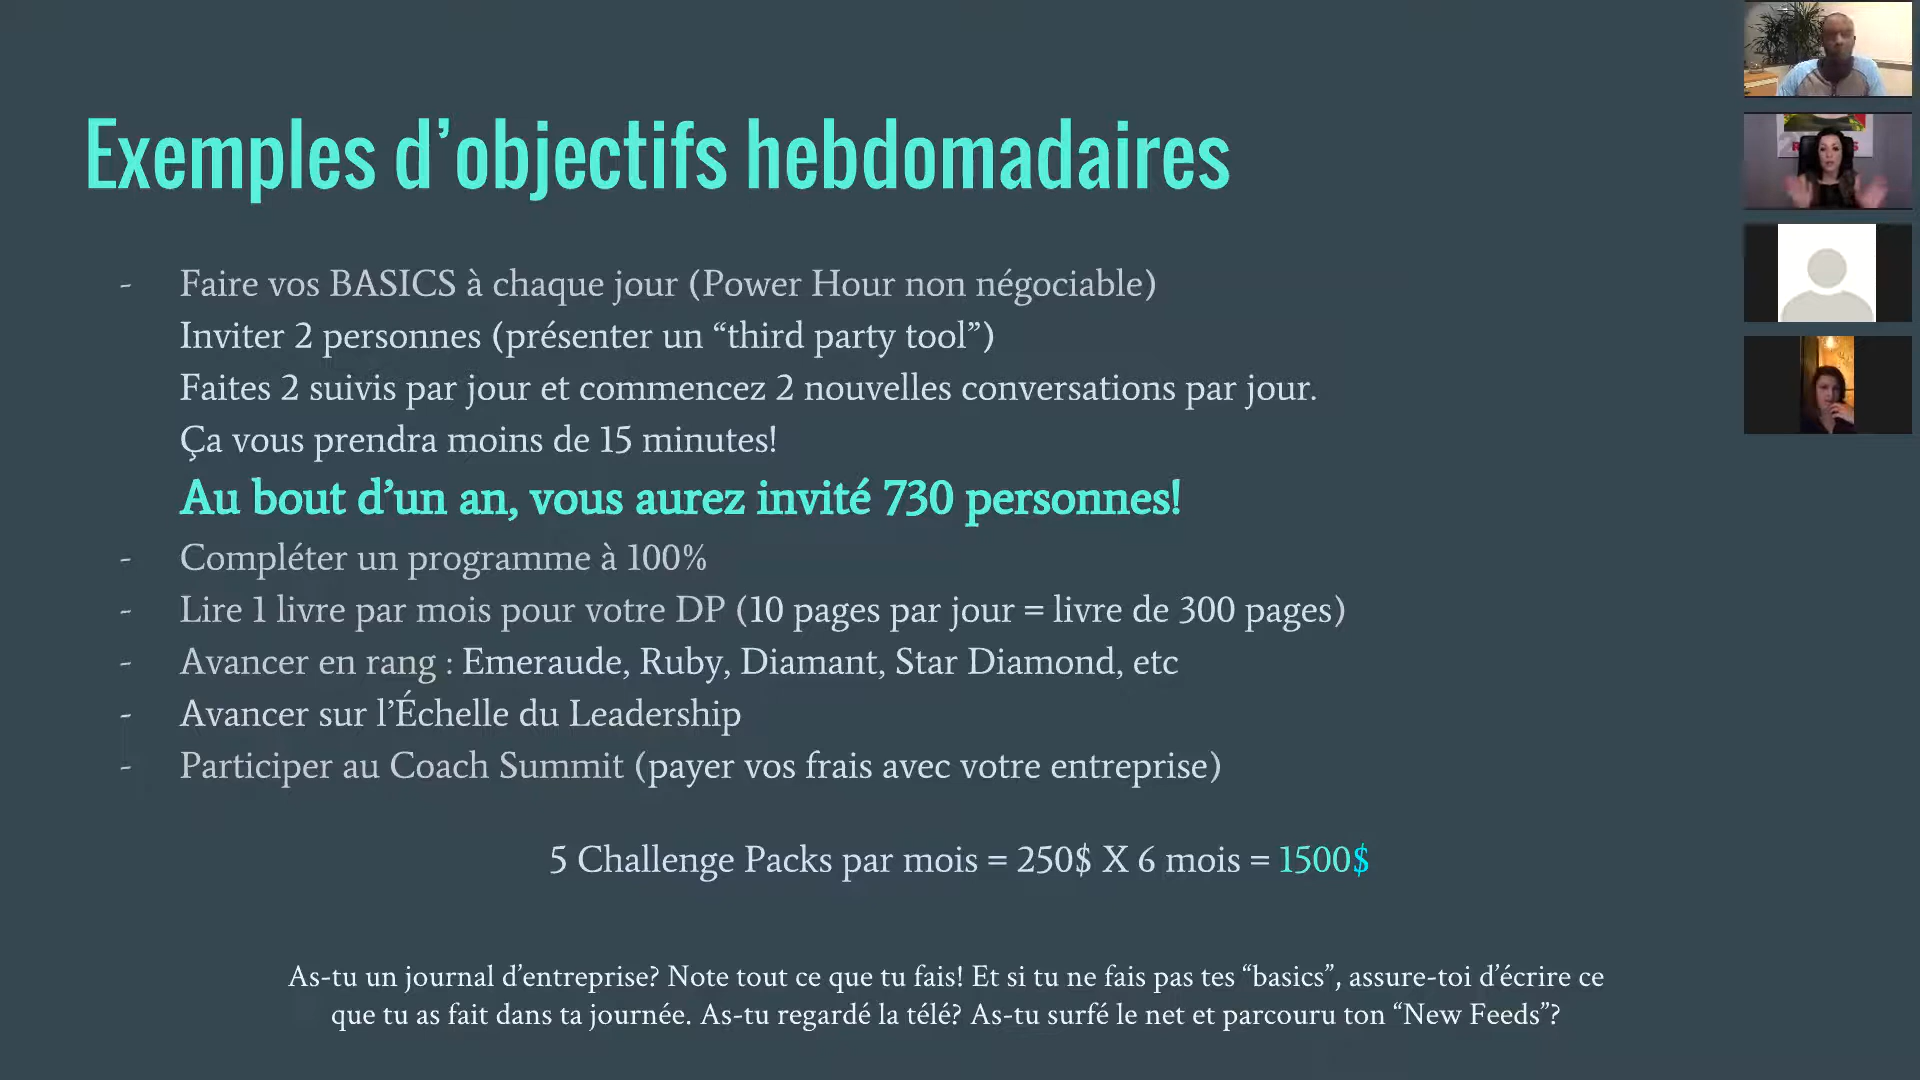 Exemples d’objectifs hebdomadaires
- Faire vos BASICS à chaque jour (Power Hour non négociable)
Inviter 2 personnes (présenter un “third party tool”)
Faites 2 suivis par jour et commencez 2 nouvelles conversations par jour.
Ça vous prendra moins de 15 minutes!
Au bout d’un an, vous aurez invité 730 personnes!
- Compléter un programme à 100%
- Lire 1 livre par mois pour votre DP (10 pages par jour = livre de 300 pages)
- Avancer en rang : Emeraude, Ruby, Diamant, Star Diamond, etc
- Avancer sur l’Échelle du Leadership
- Participer au Coach Summit (payer vos frais avec votre entreprise)
5 Challenge Packs par mois = 250$ X 6 mois = 1500$
As-tu un journal d’entreprise? Note tout ce que tu fais! Et si tu ne fais pas tes “basics”, assure-toi d’écrire ce
que tu as fait dans ta journée. As-tu regardé la télé? As-tu surfé le net et parcouru ton “New Feeds”?